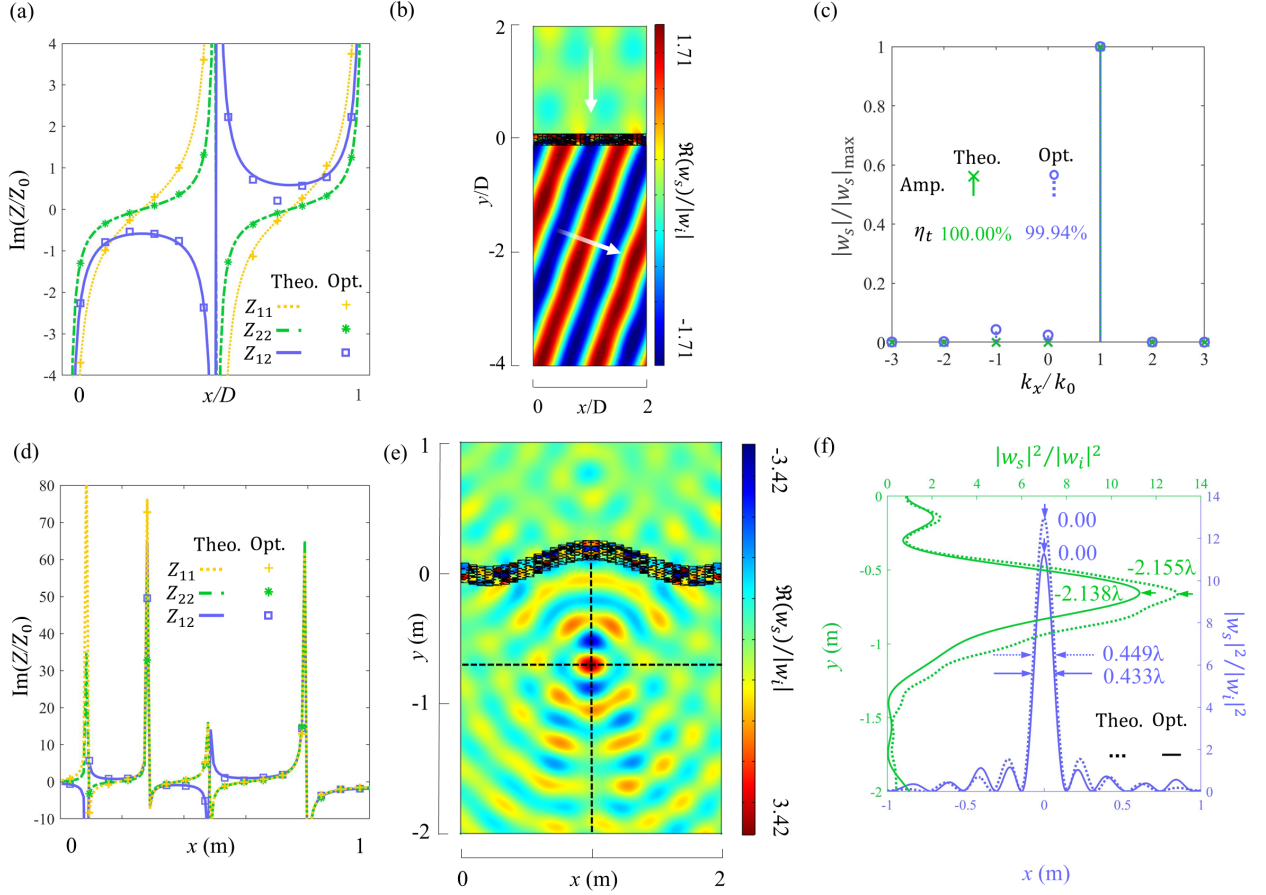 (a)
4
3
2
1
0
-1
-2
-3
-4
Im(Z/Z₀)
Theo. Opt.
Z₁₁
Z₂₂
Z₁₂
0 x/D 1
(b)
2
0
-2
-4
y/D
0 2
x/D
1.71
ℜ(wₛ)/|wᵢ|
-1.71
(c)
1
0.8
0.6
0.4
0.2
0
|wₛ|/|wₛ|max
Theo. Opt.
Amp.
ηₜ 100.00% 99.94%
-3 -2 -1 0 1 2 3
kₓ/k₀
(d)
80
70
60
50
40
30
20
10
0
-10
Im(Z/Z₀)
Theo. Opt.
Z₁₁
Z₂₂
Z₁₂
0 1
x (m)
(e)
1
0
-1
-2
y (m)
0 x (m) 2
-3.42
ℜ(wₛ)/|wᵢ|
3.42
(f)
|wₛ|²/|wᵢ|²
0 2 4 6 8 10 12 14
0
-0.5
-1
-1.5
-2
y (m)
14
12
10
8
6
4
2
0
|wₛ|²/|wᵢ|²
0.00
0.00
-2.155λ
-2.138λ
0.449λ
0.433λ
Theo. Opt.
-1 -0.5 0 0.5 1
x (m)